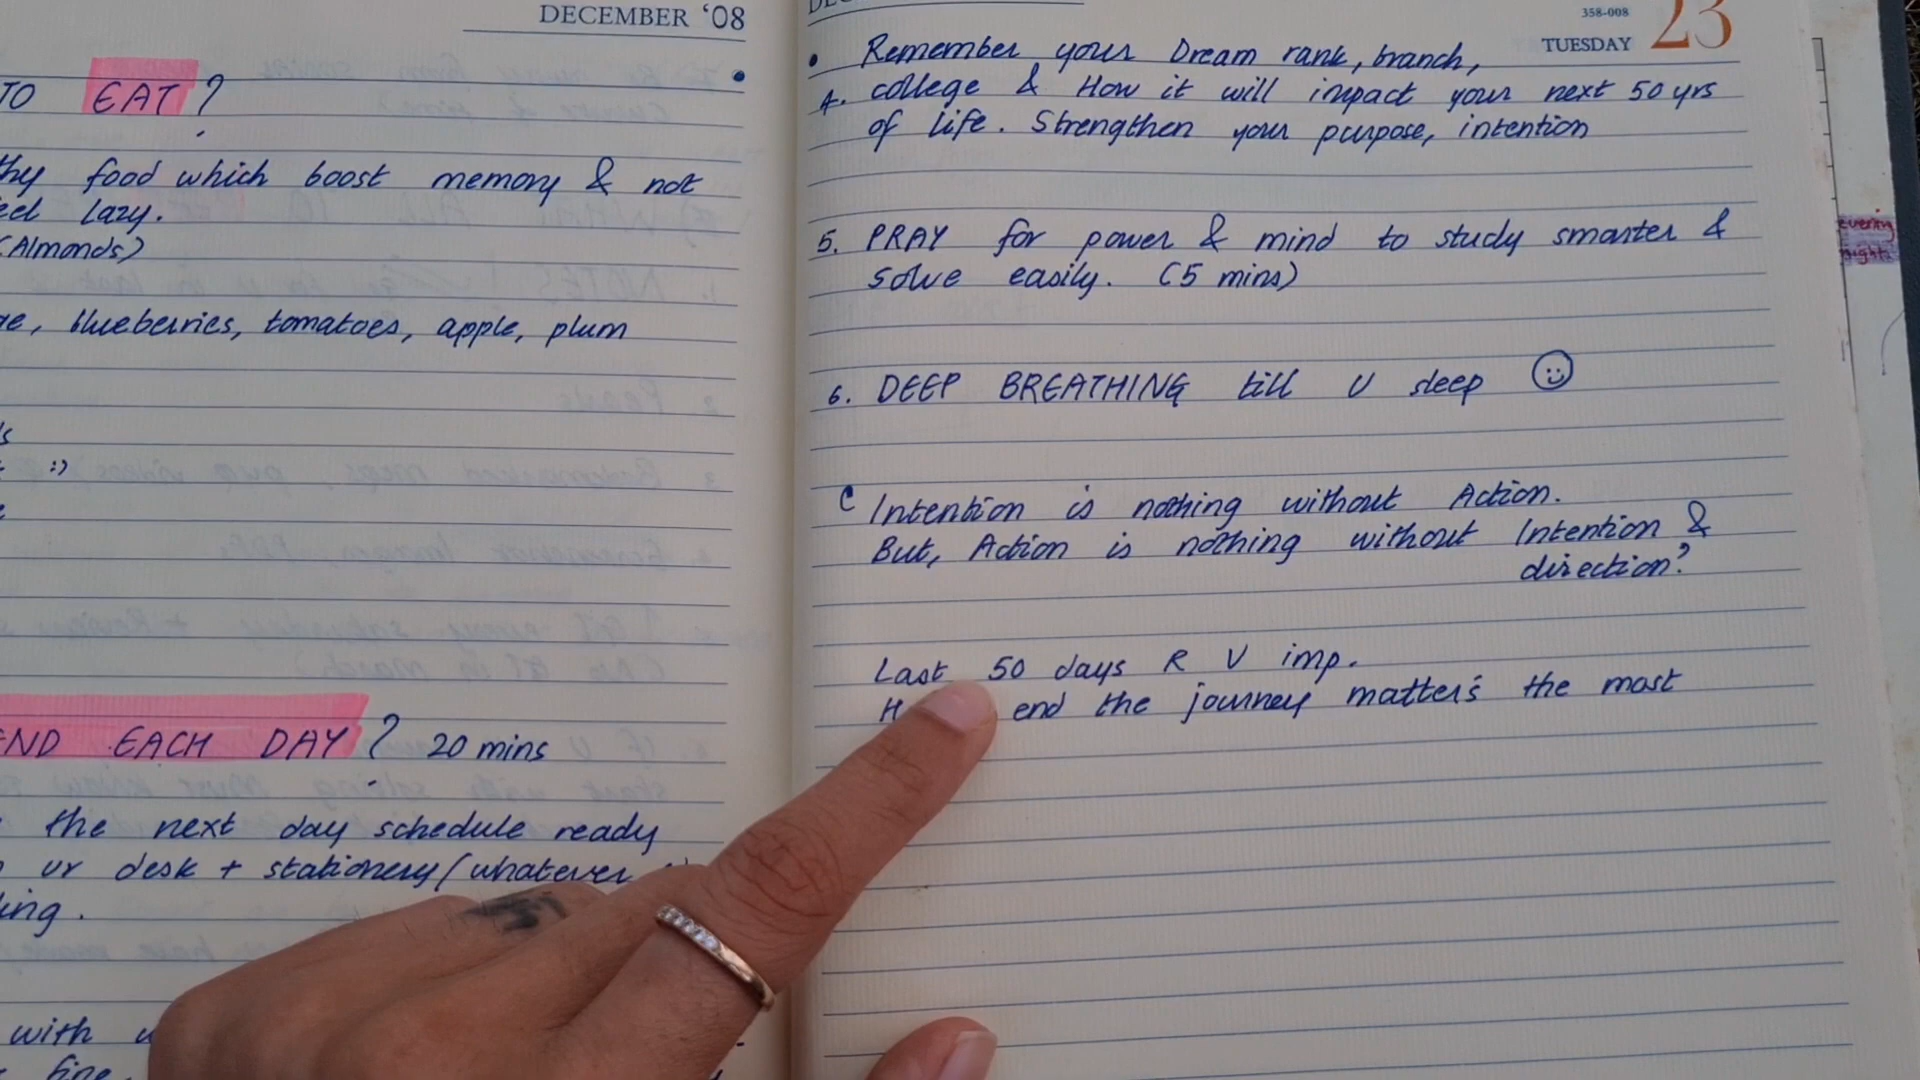 DECEMBER '08
TO EAT?
food which boost memory & not
lazy.
(Almonds)
blueberries, tomatoes, apple, plum
:)
EACH DAY? 20 mins
the next day schedule ready
ur desk + stationery (whatever
with
fine
358-008
TUESDAY 23
• Remember your Dream rank, branch,
4. college & How it will impact your next 50 yrs
of life. Strengthen your purpose, intention
5. PRAY for power & mind to study smarter &
solve easily. (5 mins)
6. DEEP BREATHING till U sleep
C Intention is nothing without Action.
But, Action is nothing without Intention &
direction?
Last 50 days R V imp.
H end the journey matter's the most
evening
night